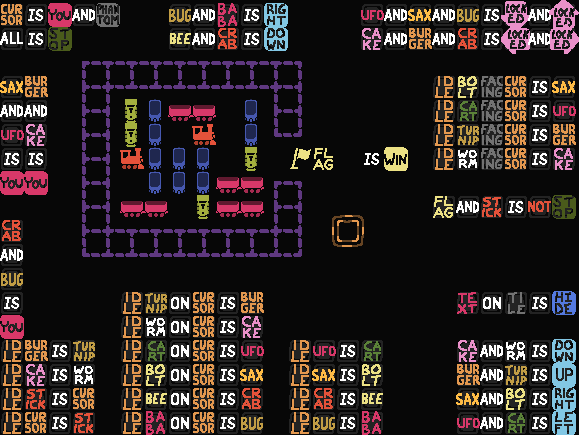 CURSOR IS YOU AND PHANTOM
ALL IS STOP
BUG AND BABA IS RIGHT
BEE AND CRAB IS DOWN
UFO AND SAX AND BUG IS LOCKED AND LOCKED
CAKE AND BURGER AND CRAB IS LOCKED AND LOCKED
SAX BURGER
AND AND
UFO CAKE
IS IS
YOU YOU
IDLE BOLT FACING CURSOR IS SAX
IDLE CART FACING CURSOR IS UFO
IDLE TURNIP FACING CURSOR IS BURGER
IDLE WORM FACING CURSOR IS CAKE
FLAG IS WIN
FLAG AND STICK IS NOT STOP
CRAB
AND
BUG
IS
YOU
IDLE TURNIP ON CURSOR IS BURGER
IDLE WORM ON CURSOR IS CAKE
TEXT ON TILE IS HIDE
IDLE BURGER IS TURNIP
IDLE CAKE IS WORM
IDLE STICK IS CURSOR
IDLE CURSOR IS STICK
IDLE CART ON CURSOR IS UFO
IDLE BOLT ON CURSOR IS SAX
IDLE BEE ON CURSOR IS CRAB
IDLE BABA ON CURSOR IS BUG
IDLE UFO IS CART
IDLE SAX IS BOLT
IDLE CRAB IS BEE
IDLE BUG IS BABA
CAKE AND WORM IS DOWN
BURGER AND TURNIP IS UP
SAX AND BOLT IS RIGHT
UFO AND CART IS LEFT